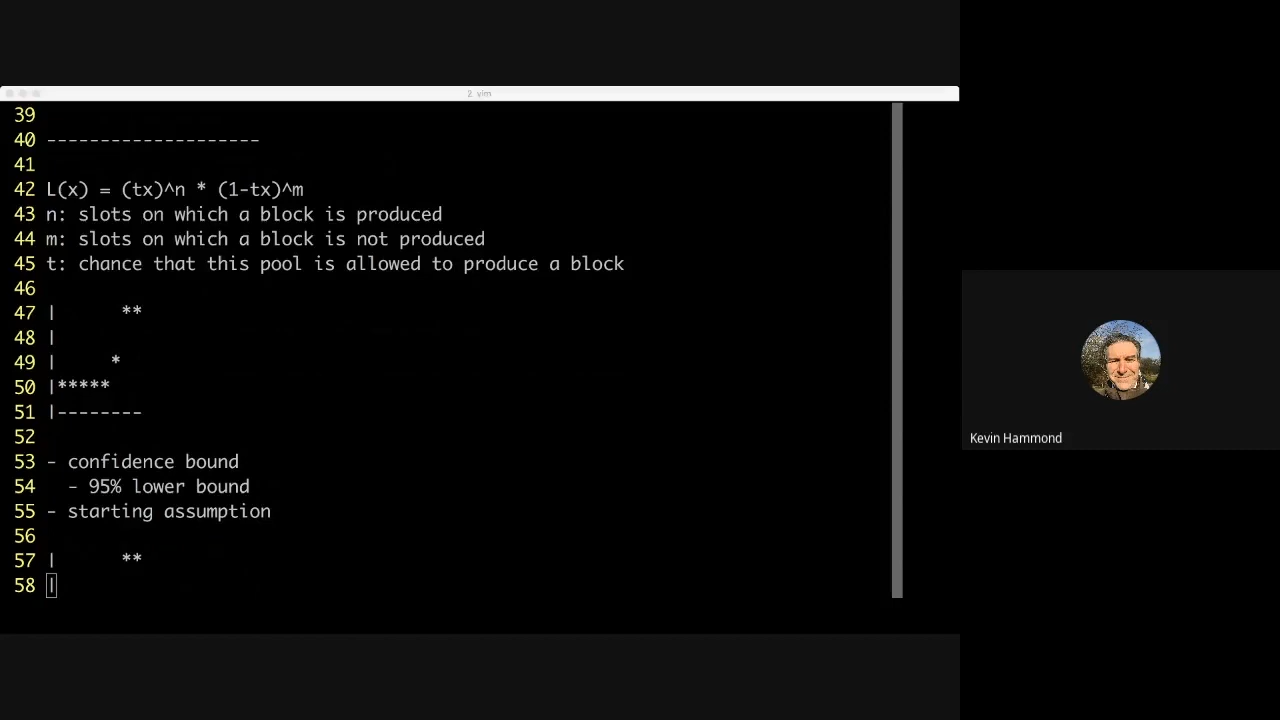 2. vim
39
40 --------------------
41
42 L(x) = (tx)^n * (1-tx)^m
43 n: slots on which a block is produced
44 m: slots on which a block is not produced
45 t: chance that this pool is allowed to produce a block
46
47 |      **
48 |
49 |     *
50 |*****
51 |--------
52
53 - confidence bound
54   - 95% lower bound
55 - starting assumption
56
57 |      **
58 |
Kevin Hammond